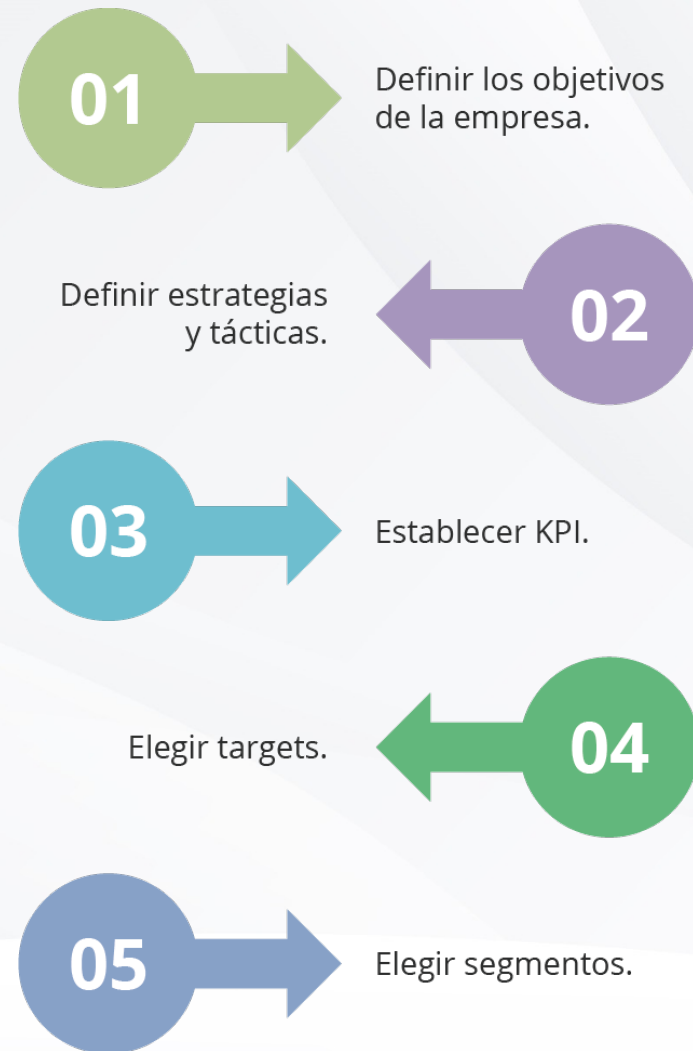 01
Definir los objetivos
de la empresa.
Definir estrategias
y tácticas.
02
03
Establecer KPI.
Elegir targets.
04
05
Elegir segmentos.